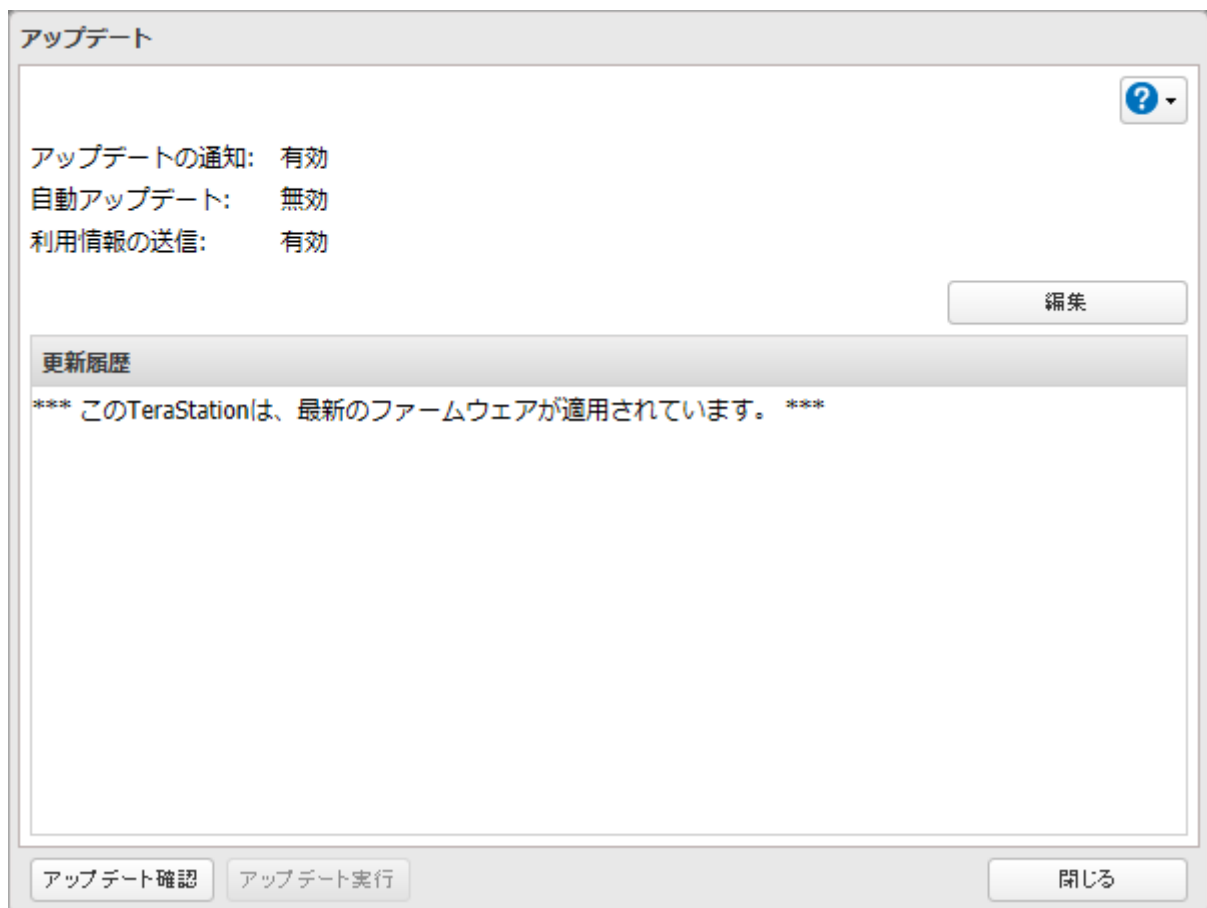 アップデート
アップデートの通知: 有効
自動アップデート: 無効
利用情報の送信: 有効
編集
更新履歴
*** このTeraStationは、最新のファームウェアが適用されています。 ***
アップデート確認 アップデート実行 閉じる